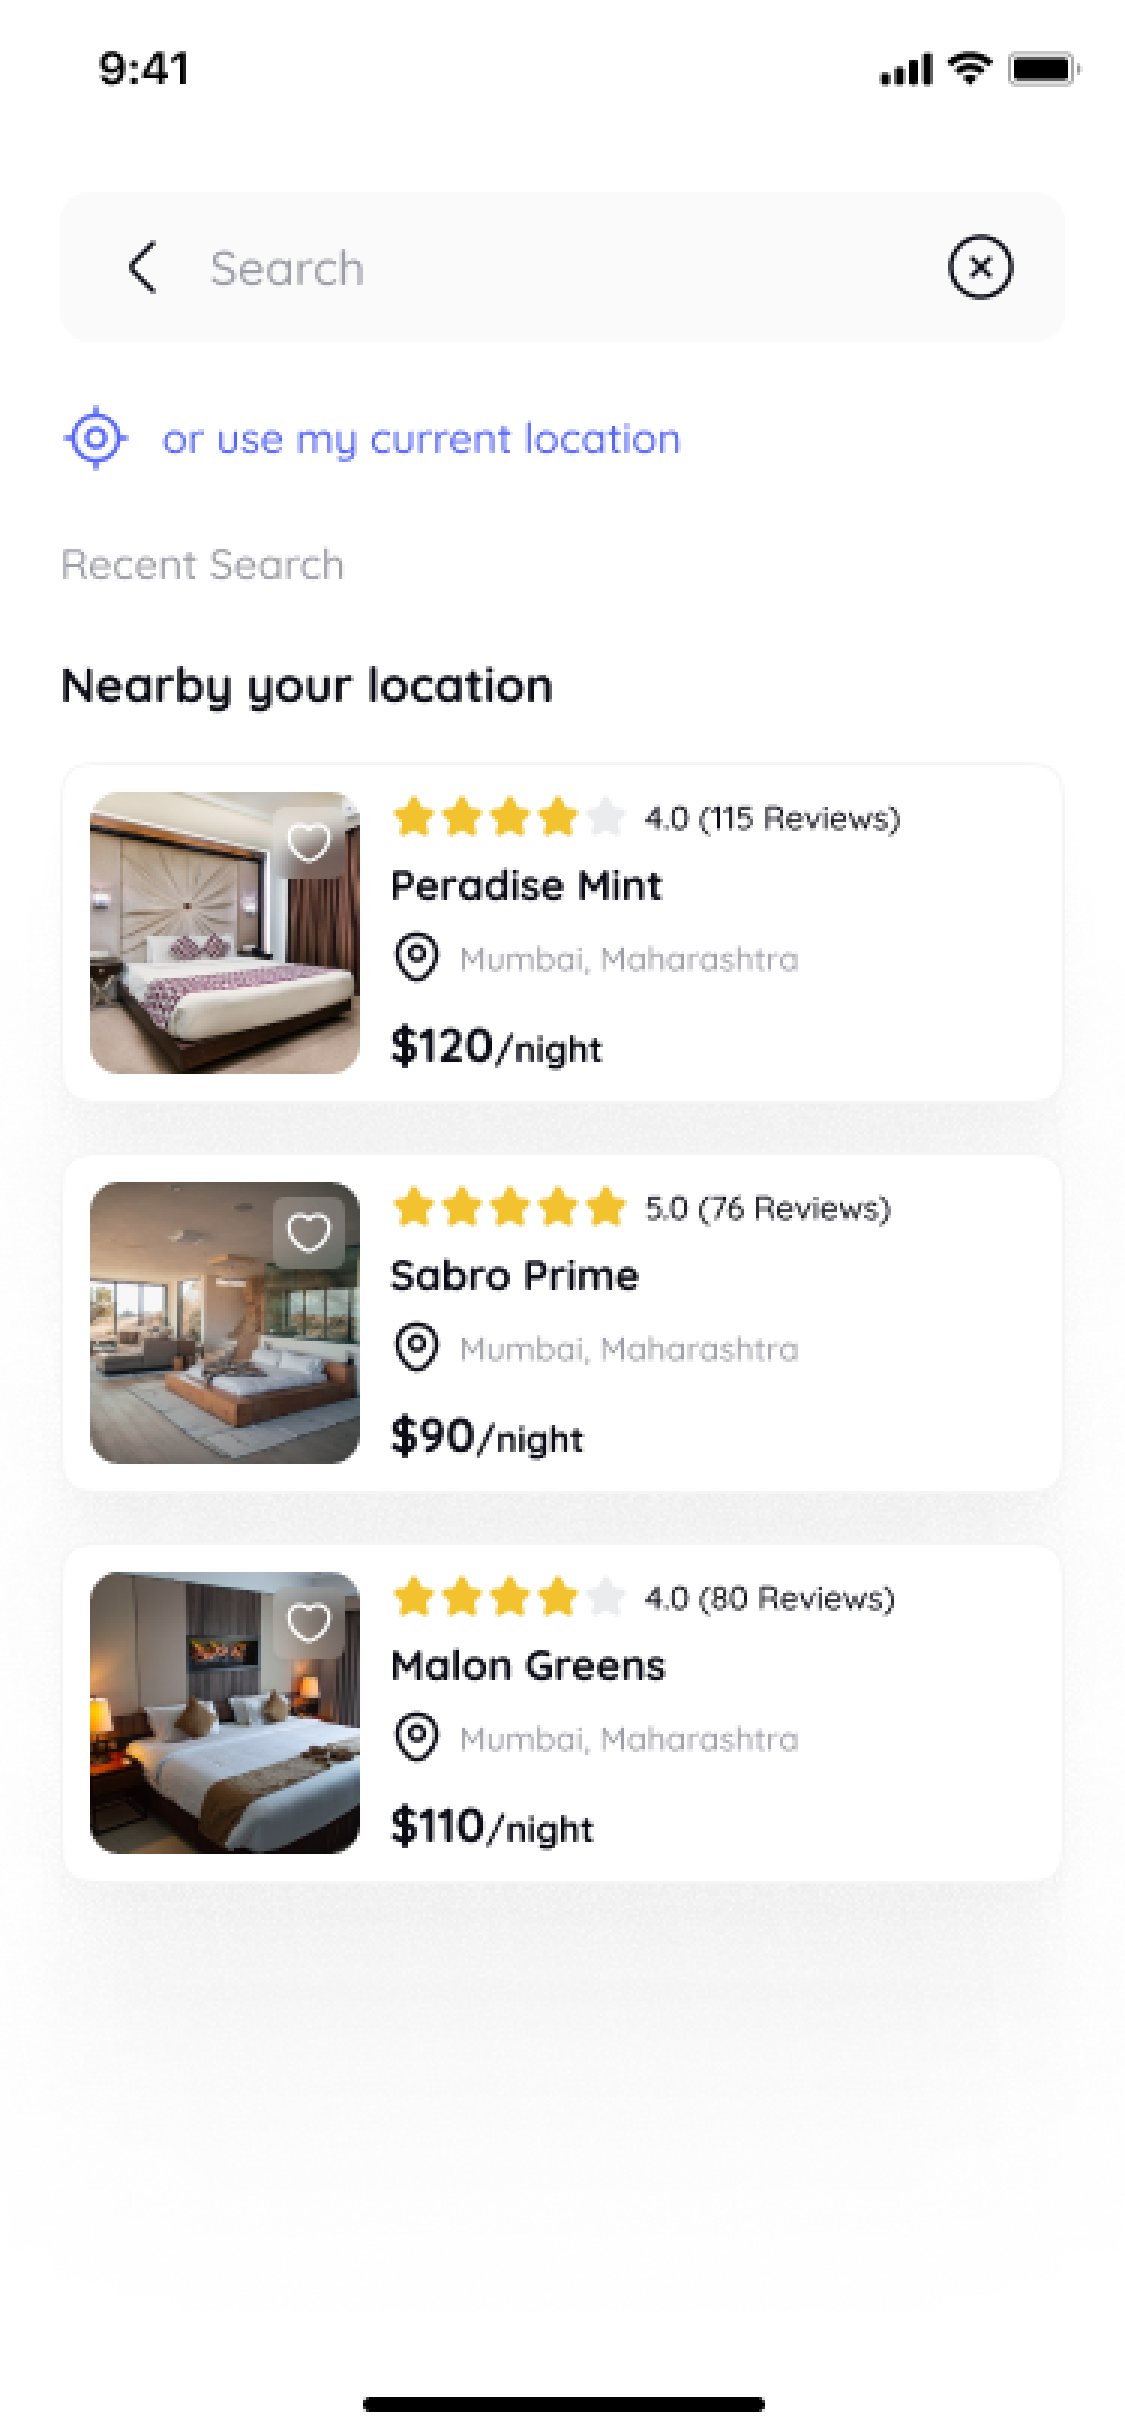 9:41
Search
or use my current location
Recent Search
Nearby your location
4.0 (115 Reviews)
Peradise Mint
Mumbai, Maharashtra
$120/night
5.0 (76 Reviews)
Sabro Prime
Mumbai, Maharashtra
$90/night
4.0 (80 Reviews)
Malon Greens
Mumbai, Maharashtra
$110/night